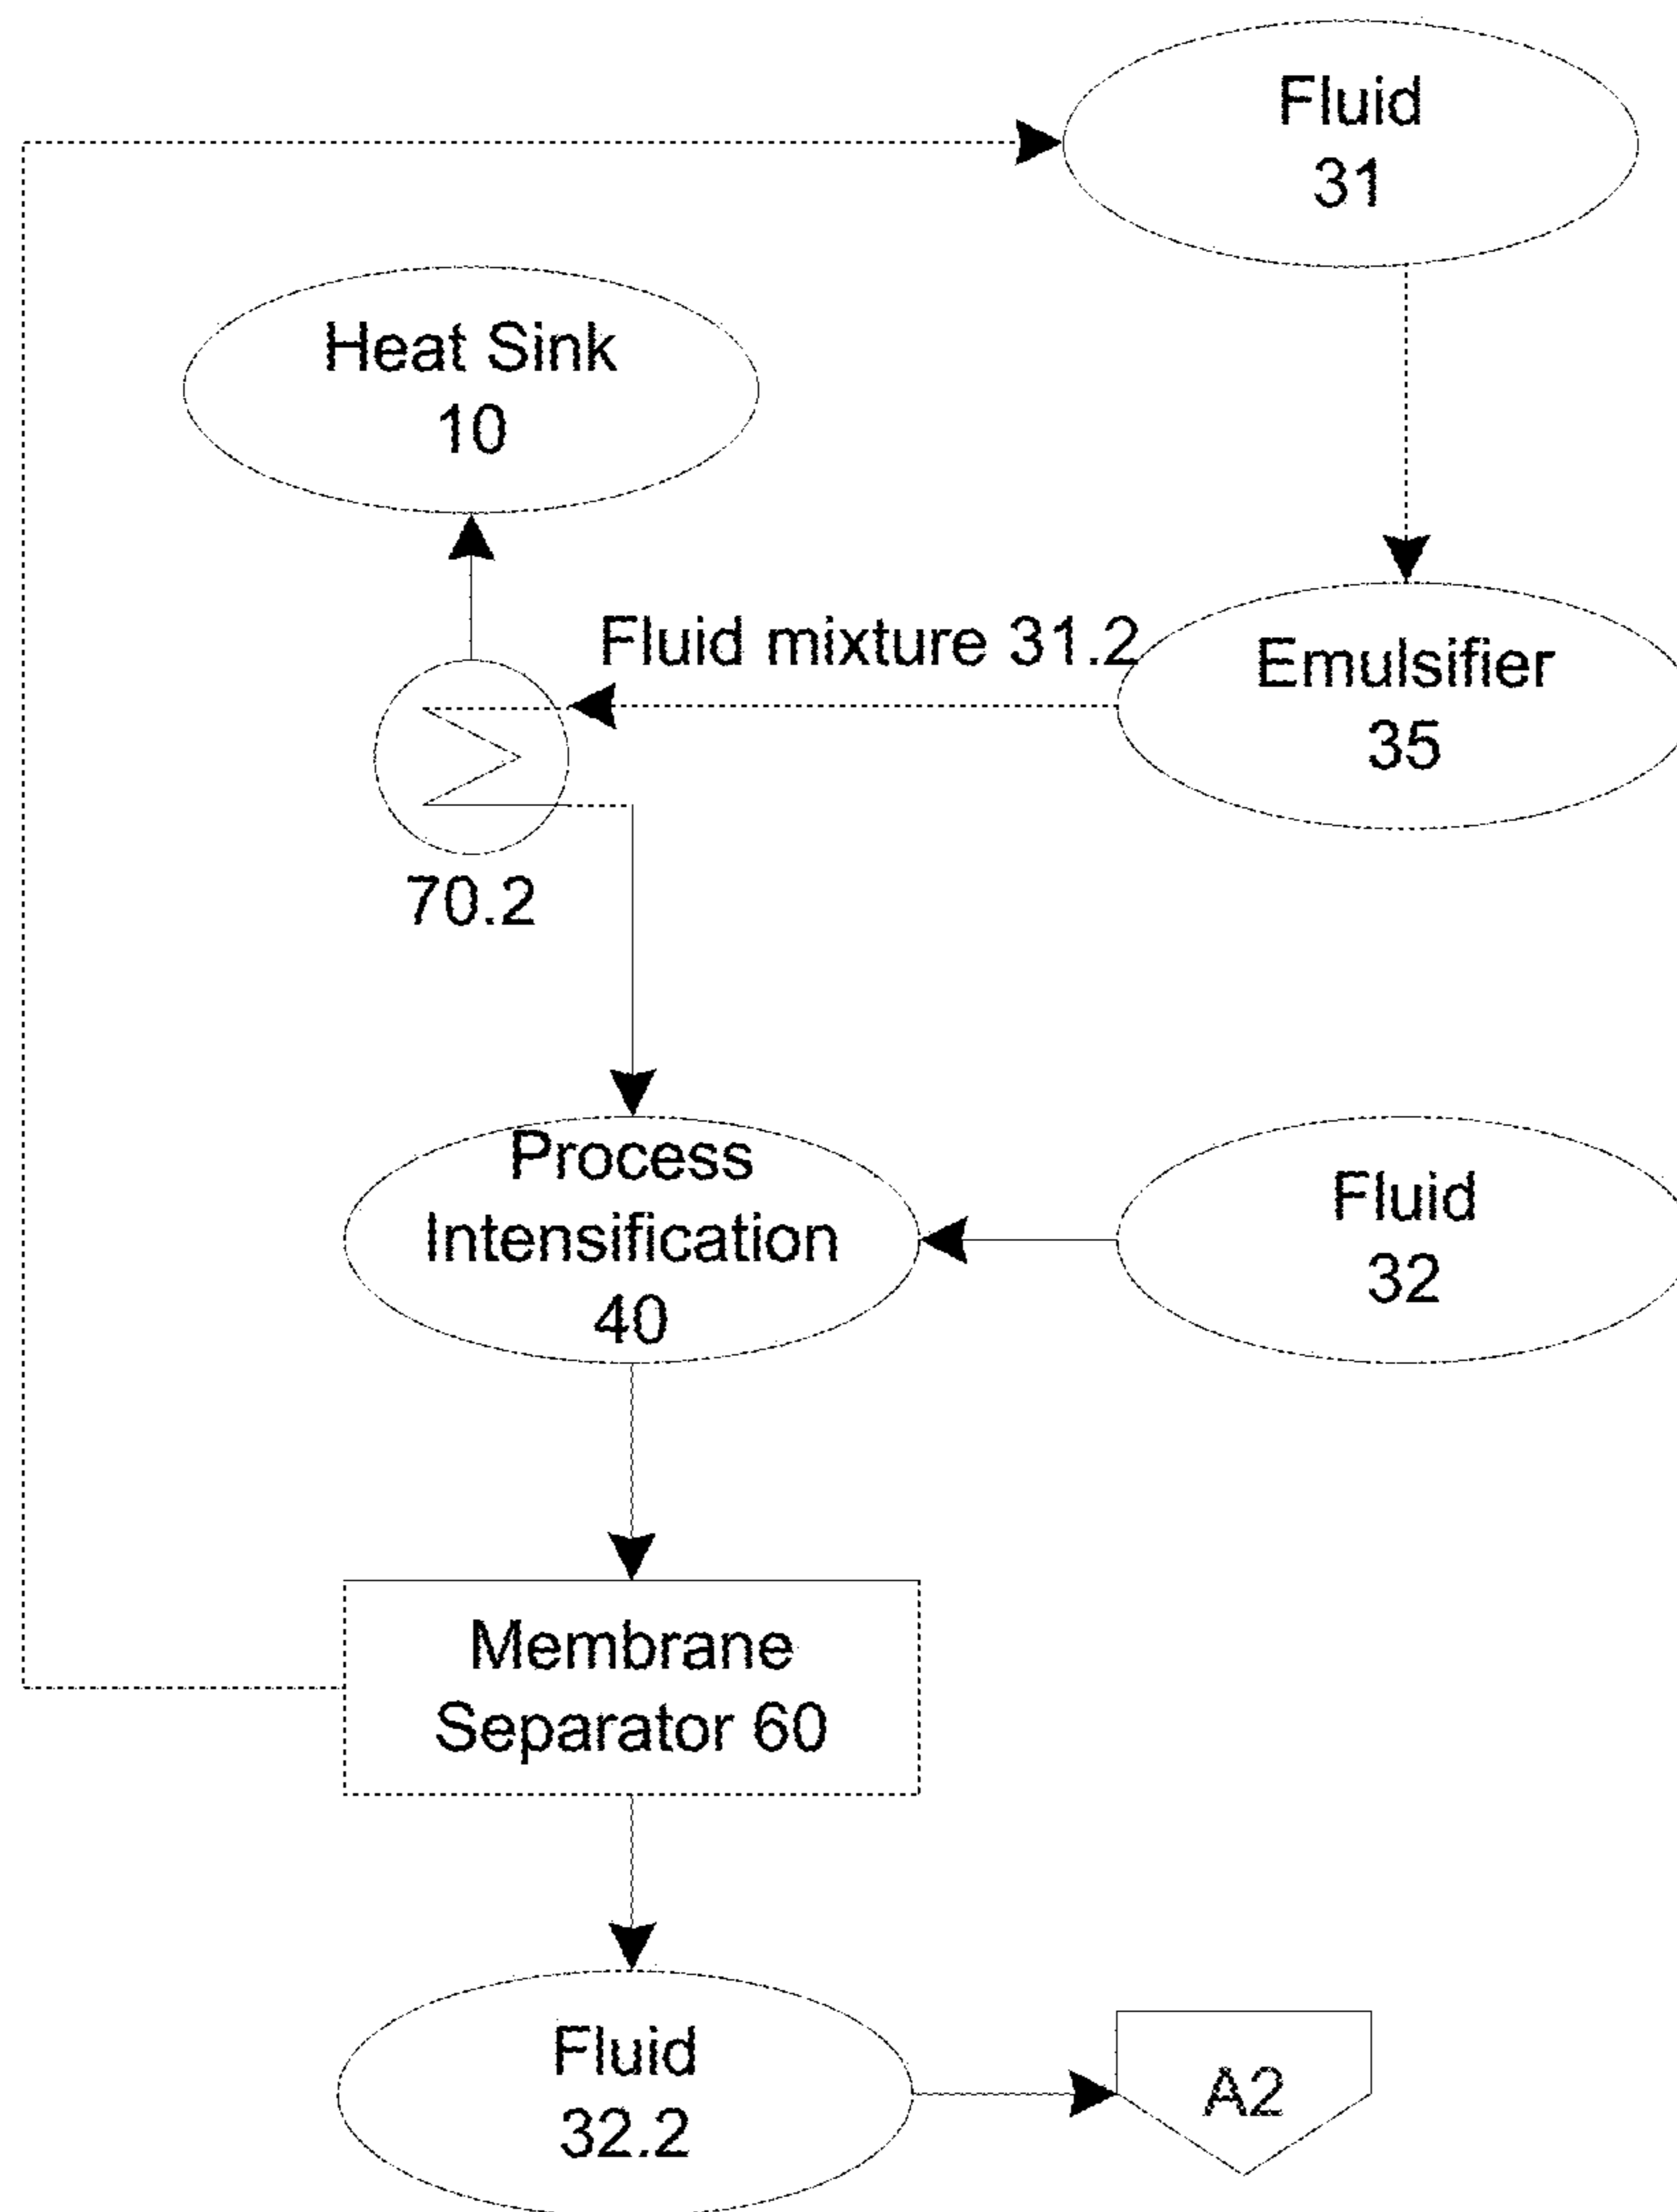 Fluid
31
Heat Sink
10
Fluid mixture 31.2
Emulsifier
35
70.2
Process
Intensification
40
Fluid
32
Membrane
Separator 60
Fluid
32.2
A2